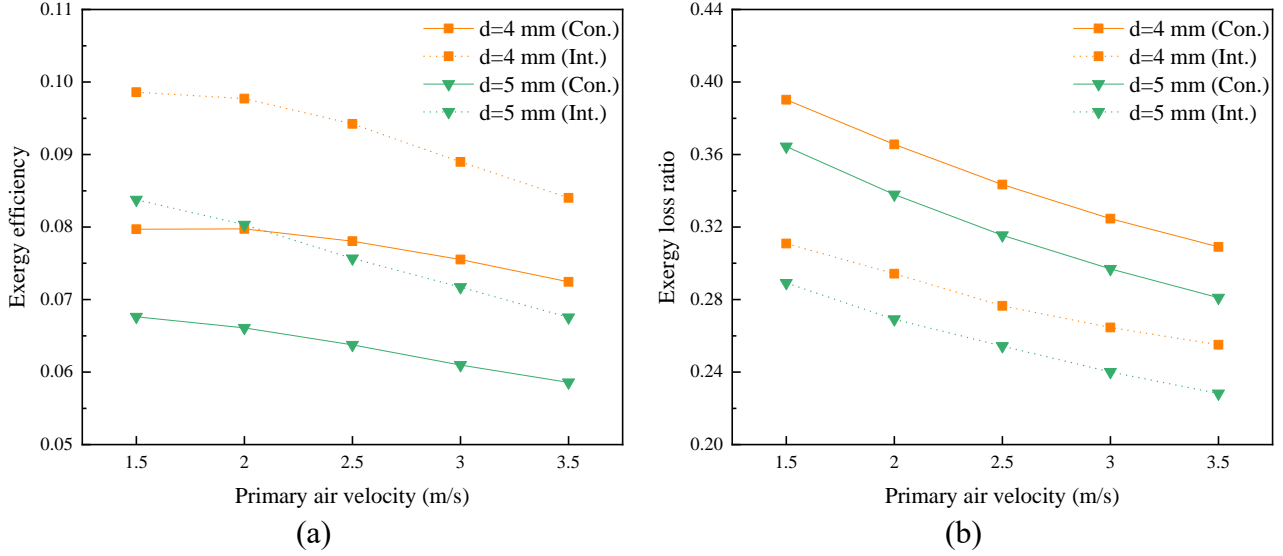 0.11
0.10
0.09
0.08
0.07
0.06
0.05
Exergy efficiency
d=4 mm (Con.)
d=4 mm (Int.)
d=5 mm (Con.)
d=5 mm (Int.)
1.5 2 2.5 3 3.5
Primary air velocity (m/s)
(a)
0.44
0.40
0.36
0.32
0.28
0.24
0.20
Exergy loss ratio
d=4 mm (Con.)
d=4 mm (Int.)
d=5 mm (Con.)
d=5 mm (Int.)
1.5 2 2.5 3 3.5
Primary air velocity (m/s)
(b)